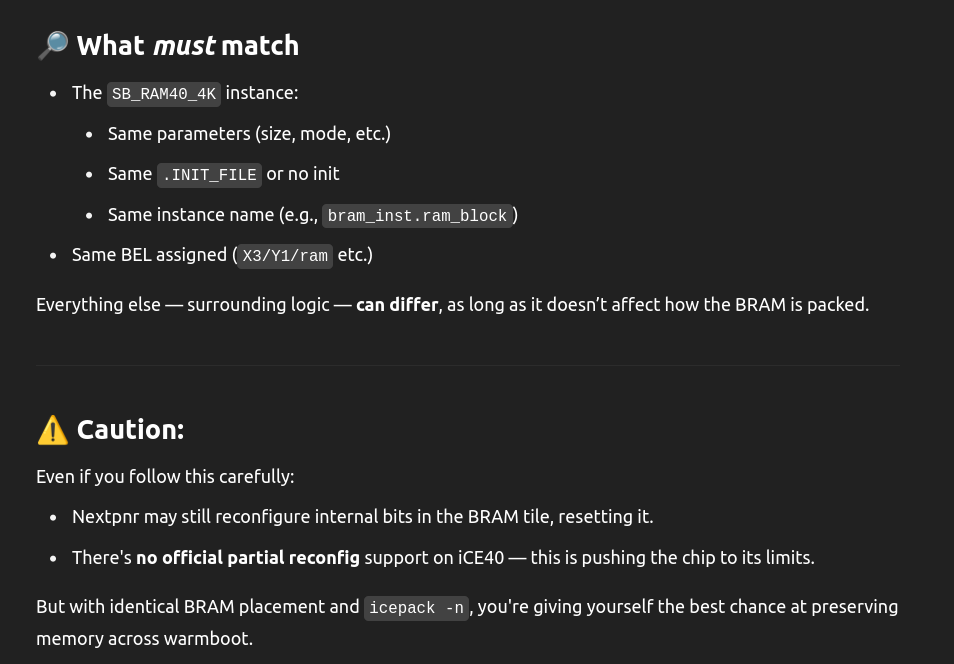 🔎 What must match
• The SB_RAM40_4K instance:
• Same parameters (size, mode, etc.)
• Same .INIT_FILE or no init
• Same instance name (e.g., bram_inst.ram_block)
• Same BEL assigned (X3/Y1/ram etc.)
Everything else — surrounding logic — can differ, as long as it doesn’t affect how the BRAM is packed.
⚠️ Caution:
Even if you follow this carefully:
• Nextpnr may still reconfigure internal bits in the BRAM tile, resetting it.
• There's no official partial reconfig support on iCE40 — this is pushing the chip to its limits.
But with identical BRAM placement and icepack -n, you're giving yourself the best chance at preserving
memory across warmboot.